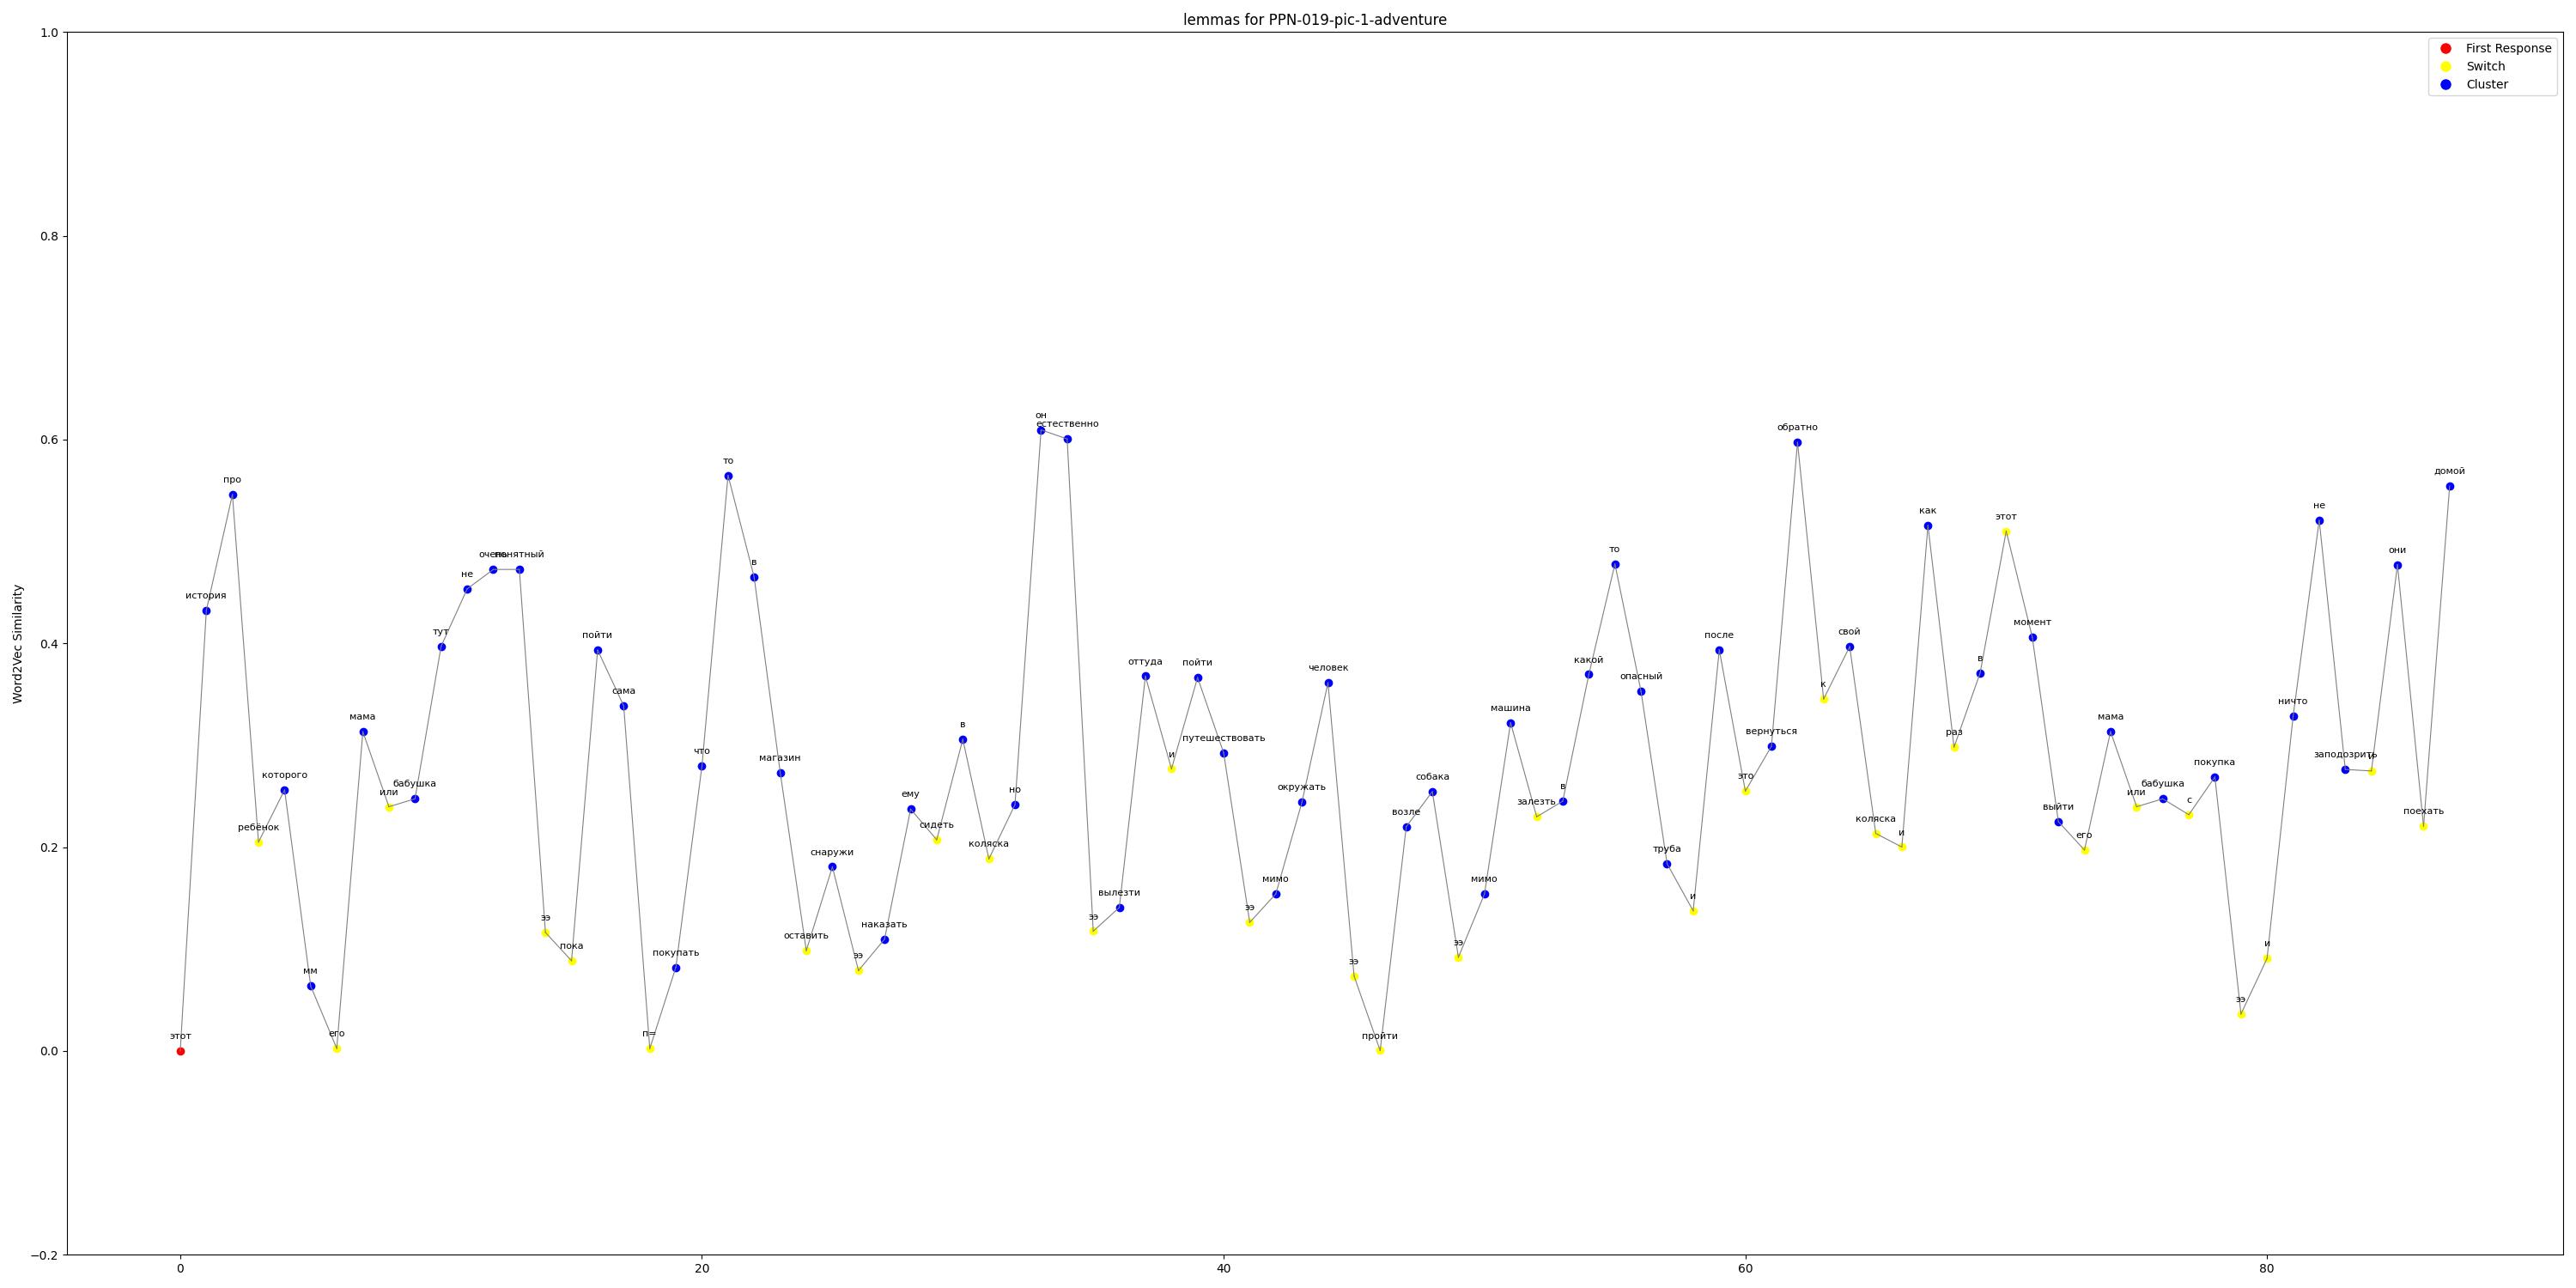 lemmas for PPN-019-pic-1-adventure
First Response
Switch
Cluster
Word2Vec Similarity
1.0
0.8
0.6
0.4
0.2
0.0
−0.2
этот
история
про
ребёнок
которого
мм
его
мама
или
бабушка
тут
не
очень
понятный
ээ
пока
пойти
сама
п=
покупать
что
то
в
магазин
оставить
снаружи
ээ
наказать
ему
сидеть
в
коляска
но
он
естественно
ээ
вылезти
оттуда
и
пойти
путешествовать
ээ
мимо
окружать
человек
ээ
пройти
возле
собака
ээ
мимо
машина
залезть
в
какой
то
опасный
труба
и
после
это
вернуться
обратно
к
свой
коляска
и
как
раз
в
этот
момент
выйти
его
мама
или
бабушка
с
покупка
ээ
и
ничто
не
заподозрить
и
они
поехать
домой
0
20
40
60
80